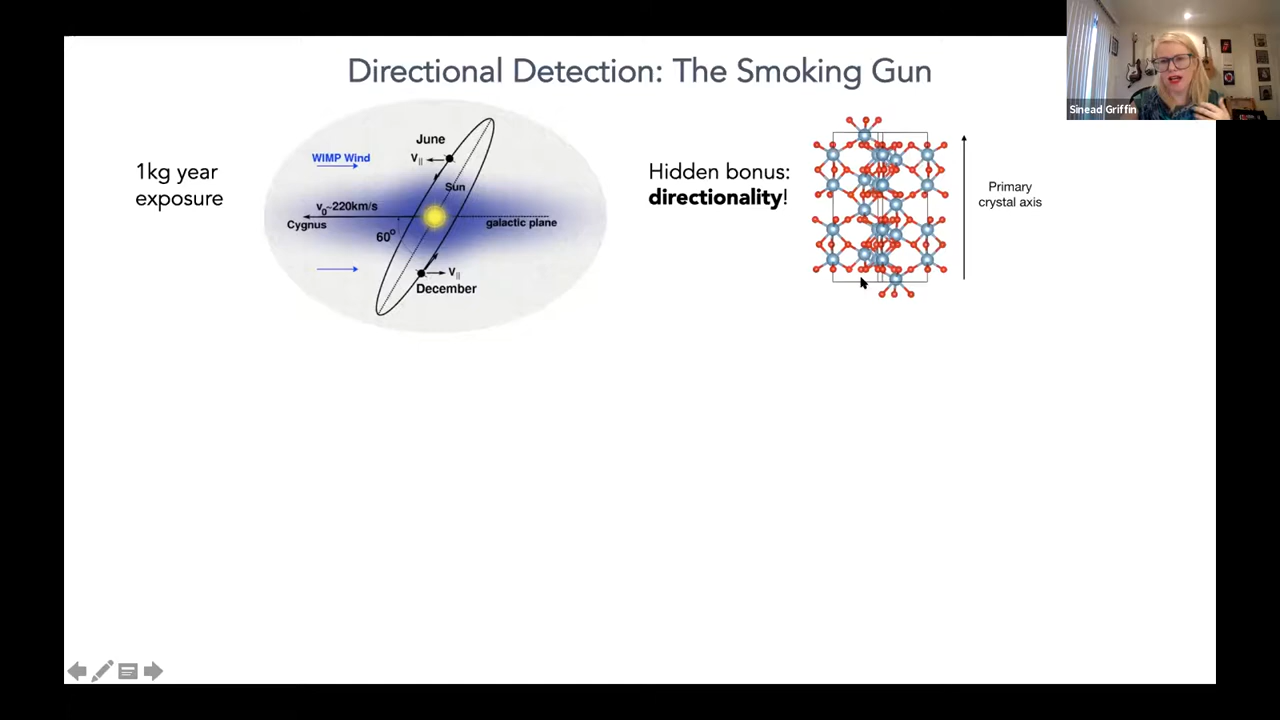 Directional Detection: The Smoking Gun
Sinead Griffin
1kg year
exposure
June
WIMP Wind
V||
Sun
v0~220km/s
Cygnus
galactic plane
60o
V||
December
Hidden bonus:
directionality!
Primary
crystal axis